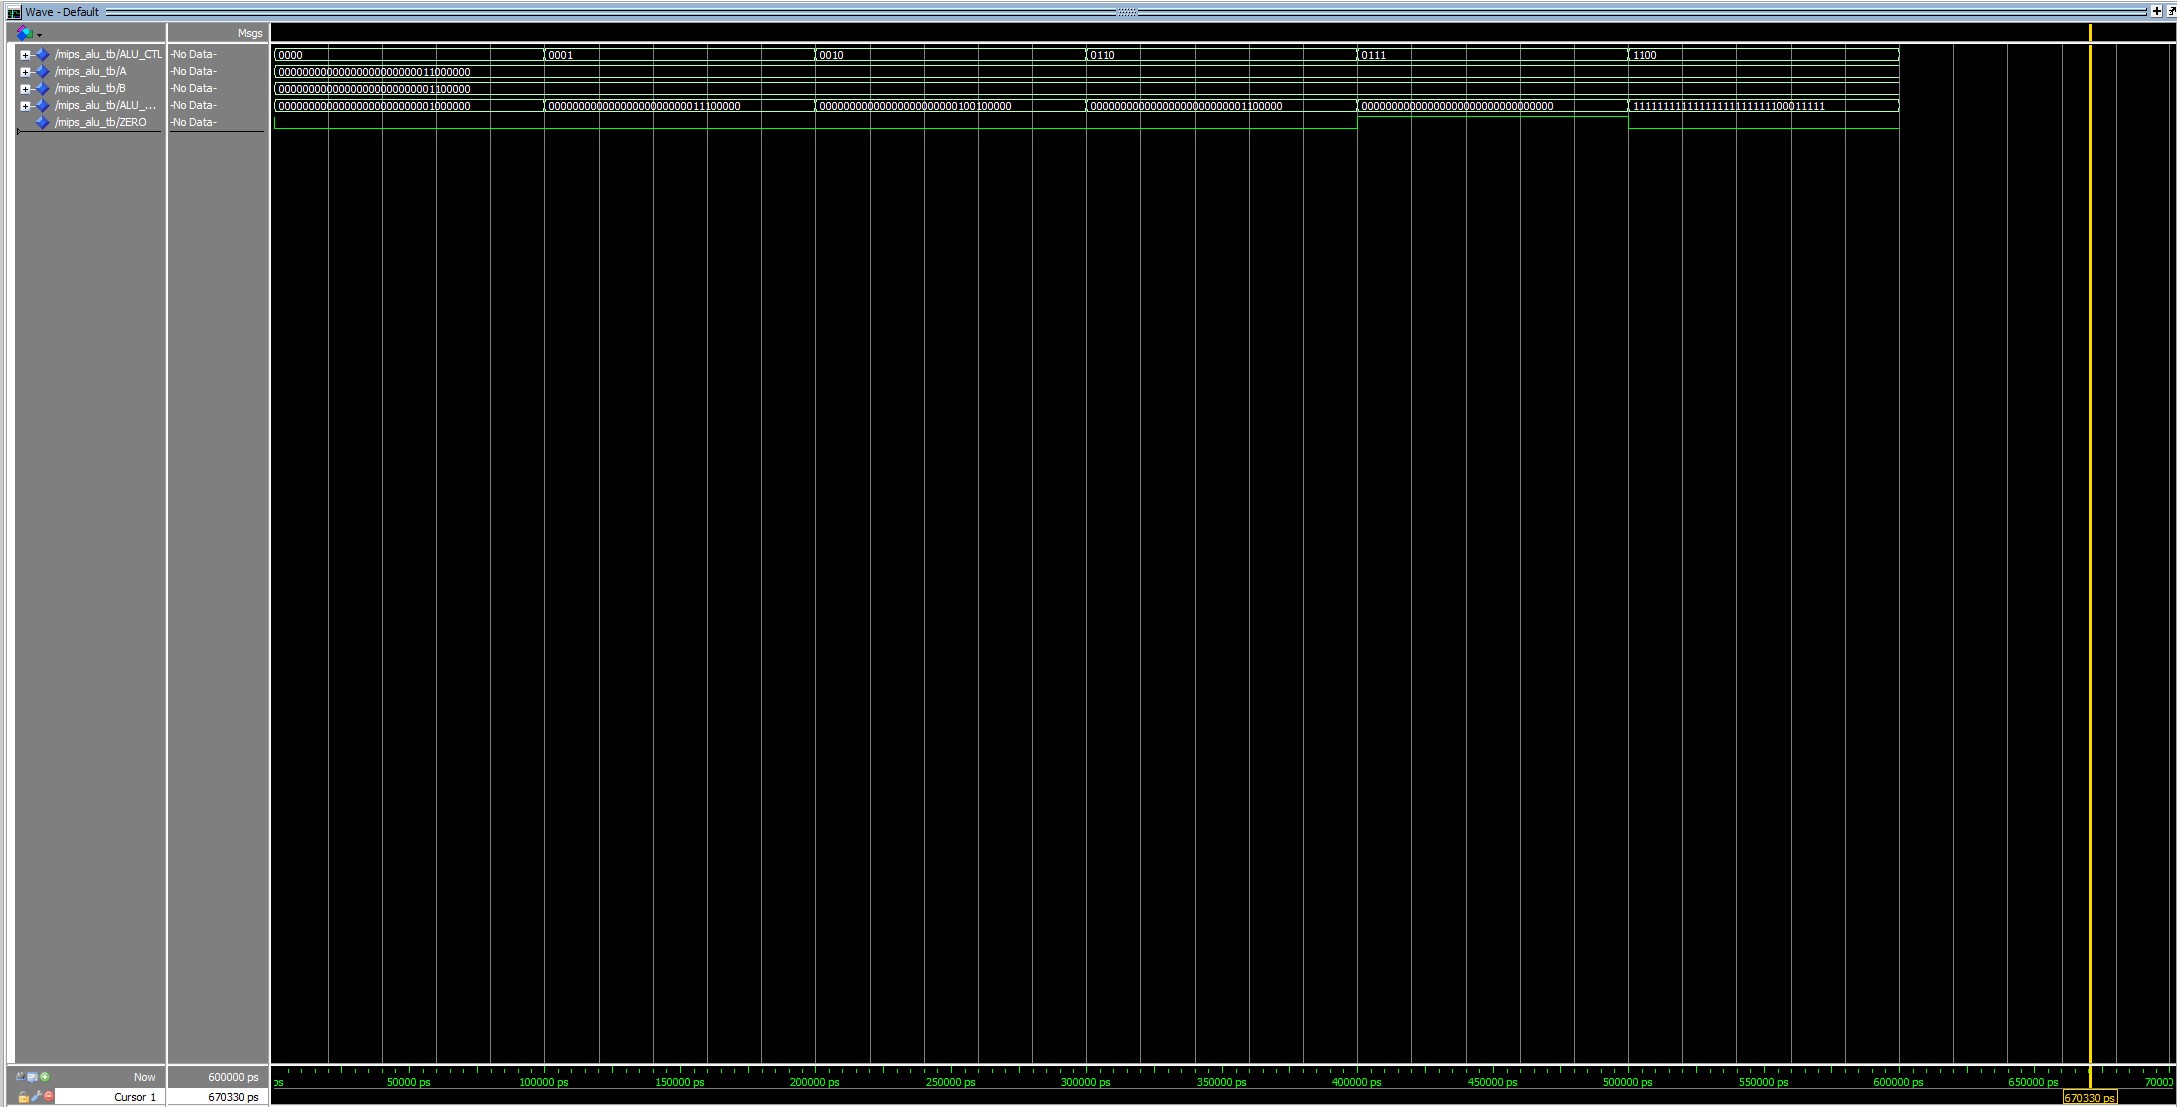 Wave - Default
Msgs
/mips_alu_tb/ALU_CTL -No Data- 0000 0001 0010 0110 0111 1100
/mips_alu_tb/A -No Data- 00000000000000000000000011000000
/mips_alu_tb/B -No Data- 00000000000000000000000001100000
/mips_alu_tb/ALU_... -No Data- 00000000000000000000000001000000 00000000000000000000000011100000 00000000000000000000000100100000 00000000000000000000000001100000 00000000000000000000000000000000 11111111111111111111111100011111
/mips_alu_tb/ZERO -No Data-
Now 600000 ps ps 50000 ps 100000 ps 150000 ps 200000 ps 250000 ps 300000 ps 350000 ps 400000 ps 450000 ps 500000 ps 550000 ps 600000 ps 650000 ps 70000
Cursor 1 670330 ps 670330 ps